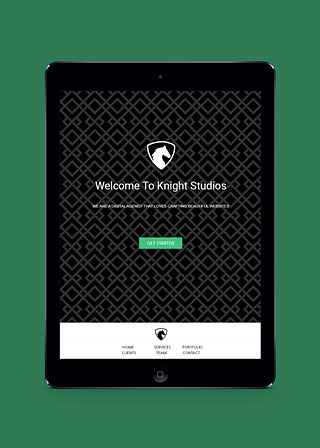 Welcome To Knight Studios
WE ARE A DIGITAL AGENCY THAT LOVES CRAFTING BEAUTIFUL WEBSITES
GET STARTED
HOME SERVICES PORTFOLIO
CLIENTS TEAM CONTACT